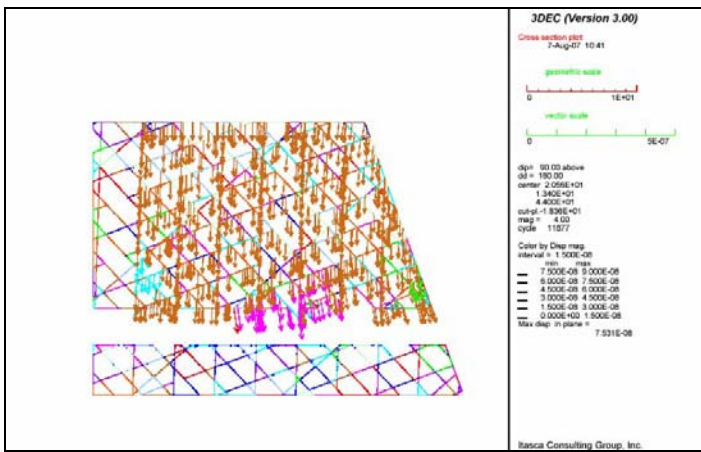 3DEC (Version 3.00)
Cross section plot
7-Aug-07 10:41
geometric scale
0 1E+01
vector scale
0 5E-07
dip= 90.00 above
dd = 180.00
center 2.056E+01
1.340E+01
4.400E+01
cut-pl.-1.836E+01
mag = 4.00
cycle 11877
Color by Disp mag.
interval = 1.500E-08
min max
7.500E-08 9.000E-08
6.000E-08 7.500E-08
4.500E-08 6.000E-08
3.000E-08 4.500E-08
1.500E-08 3.000E-08
0.000E+00 1.500E-08
Max disp in plane =
7.531E-08
Itasca Consulting Group, Inc.